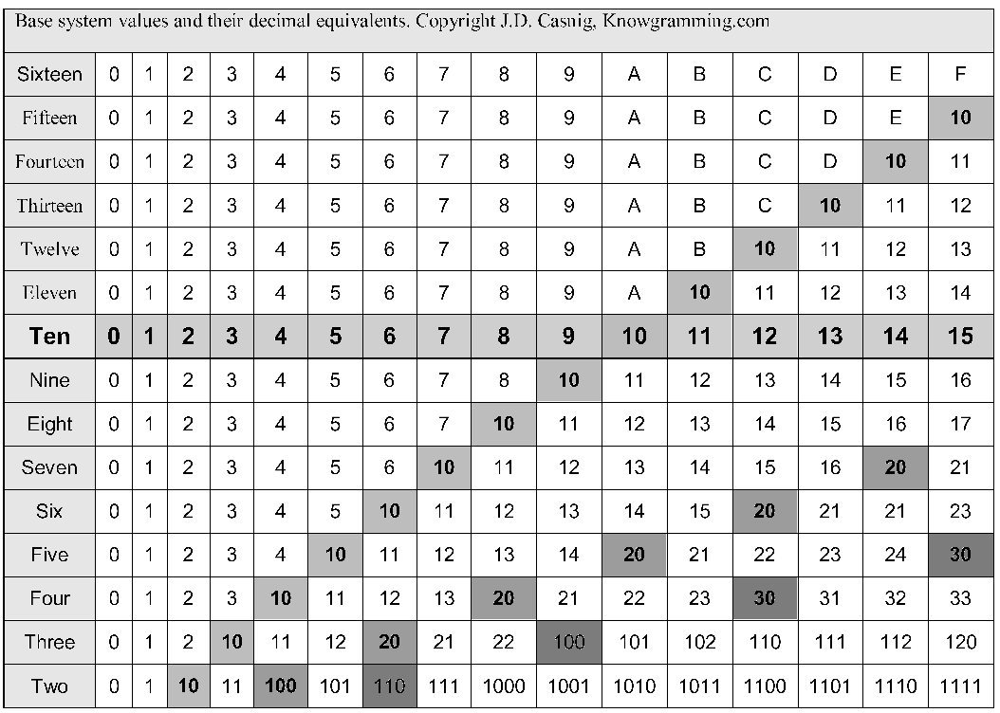 Base system values and their decimal equivalents. Copyright J.D. Casnig, Knowgramming.com
Sixteen 0 1 2 3 4 5 6 7 8 9 A B C D E F
Fifteen 0 1 2 3 4 5 6 7 8 9 A B C D E 10
Fourteen 0 1 2 3 4 5 6 7 8 9 A B C D 10 11
Thirteen 0 1 2 3 4 5 6 7 8 9 A B C 10 11 12
Twelve 0 1 2 3 4 5 6 7 8 9 A B 10 11 12 13
Eleven 0 1 2 3 4 5 6 7 8 9 A 10 11 12 13 14
Ten 0 1 2 3 4 5 6 7 8 9 10 11 12 13 14 15
Nine 0 1 2 3 4 5 6 7 8 10 11 12 13 14 15 16
Eight 0 1 2 3 4 5 6 7 10 11 12 13 14 15 16 17
Seven 0 1 2 3 4 5 6 10 11 12 13 14 15 16 20 21
Six 0 1 2 3 4 5 10 11 12 13 14 15 20 21 21 23
Five 0 1 2 3 4 10 11 12 13 14 20 21 22 23 24 30
Four 0 1 2 3 10 11 12 13 20 21 22 23 30 31 32 33
Three 0 1 2 10 11 12 20 21 22 100 101 102 110 111 112 120
Two 0 1 10 11 100 101 110 111 1000 1001 1010 1011 1100 1101 1110 1111